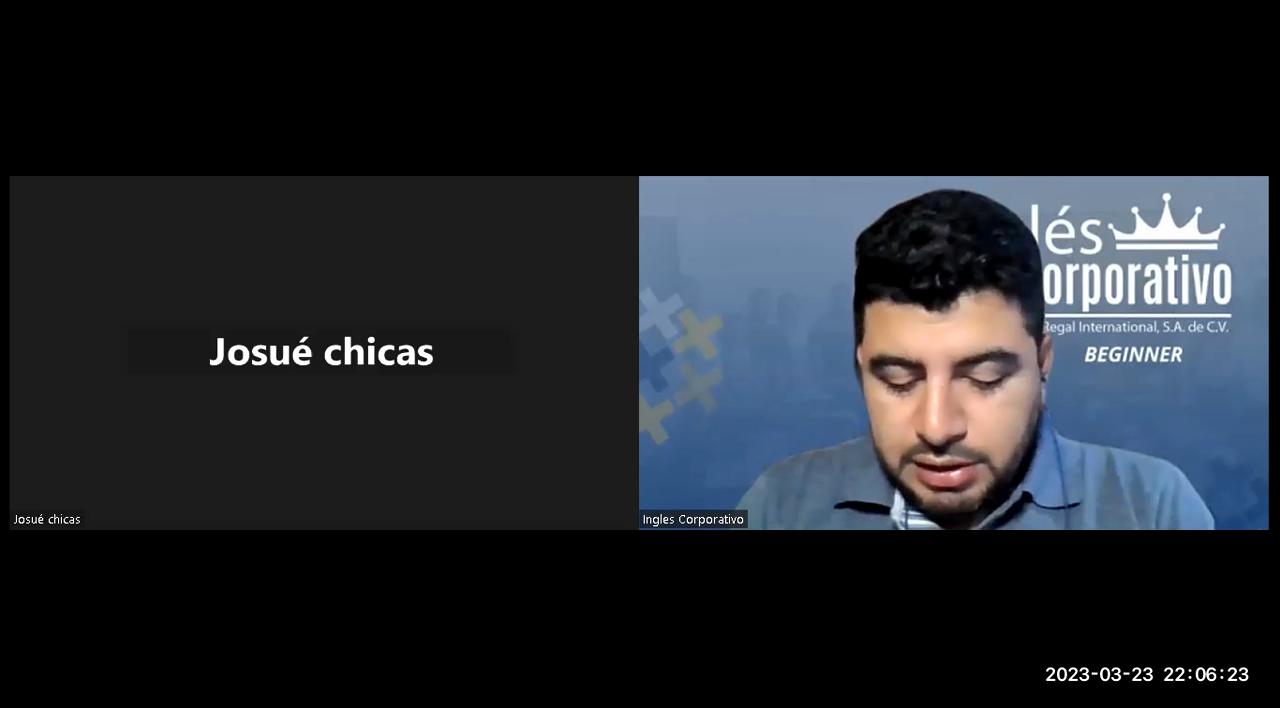 Josué chicas
Josué chicas
lés
orporativo
Regal International, S.A. de C.V.
BEGINNER
Ingles Corporativo
2023-03-23 22:06:23